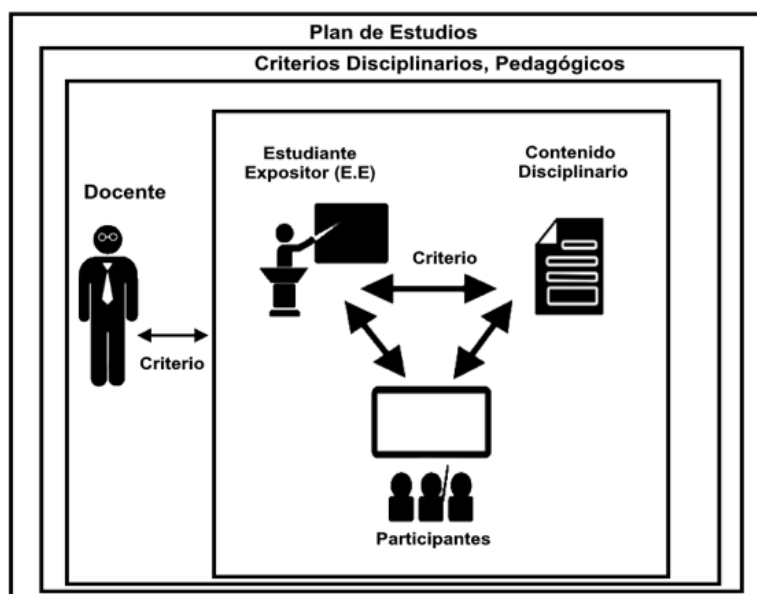 Plan de Estudios
Criterios Disciplinarios, Pedagógicos
Docente
Criterio
Estudiante
Expositor (E.E)
Contenido
Disciplinario
Criterio
Participantes